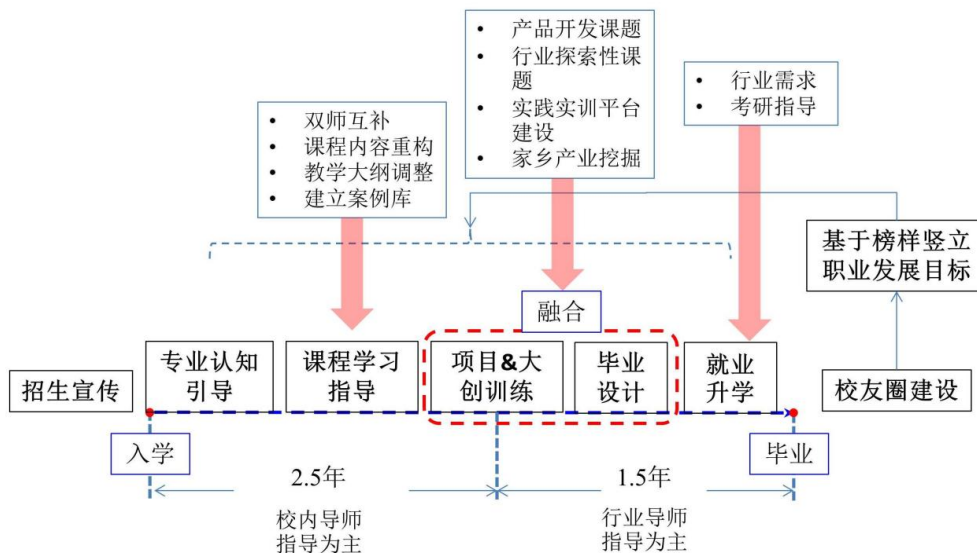 • 产品开发课题
• 行业探索性课
题
• 实践实训平台
建设
• 家乡产业挖掘
• 行业需求
• 考研指导
• 双师互补
• 课程内容重构
• 教学大纲调整
• 建立案例库
基于榜样竖立
职业发展目标
融合
招生宣传
专业认知
引导
课程学习
指导
项目&大
创训练
毕业
设计
就业
升学
校友圈建设
入学
毕业
2.5年
1.5年
校内导师
指导为主
行业导师
指导为主